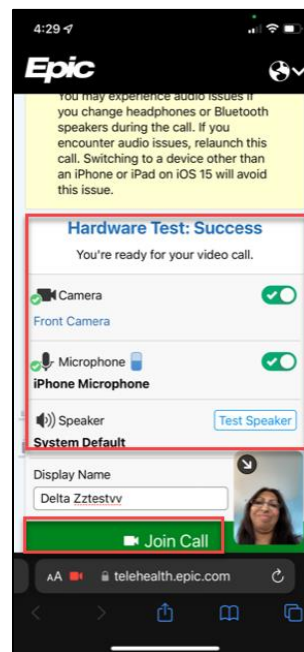 4:29
Epic
You may experience audio issues if
you change headphones or Bluetooth
speakers during the call. If you
encounter audio issues, relaunch this
call. Switching to a device other than
an iPhone or iPad on iOS 15 will avoid
this issue.
Hardware Test: Success
You're ready for your video call.
Camera
Front Camera
Microphone
iPhone Microphone
Speaker
Test Speaker
System Default
Display Name
Delta Zztestvv
Join Call
AA telehealth.epic.com